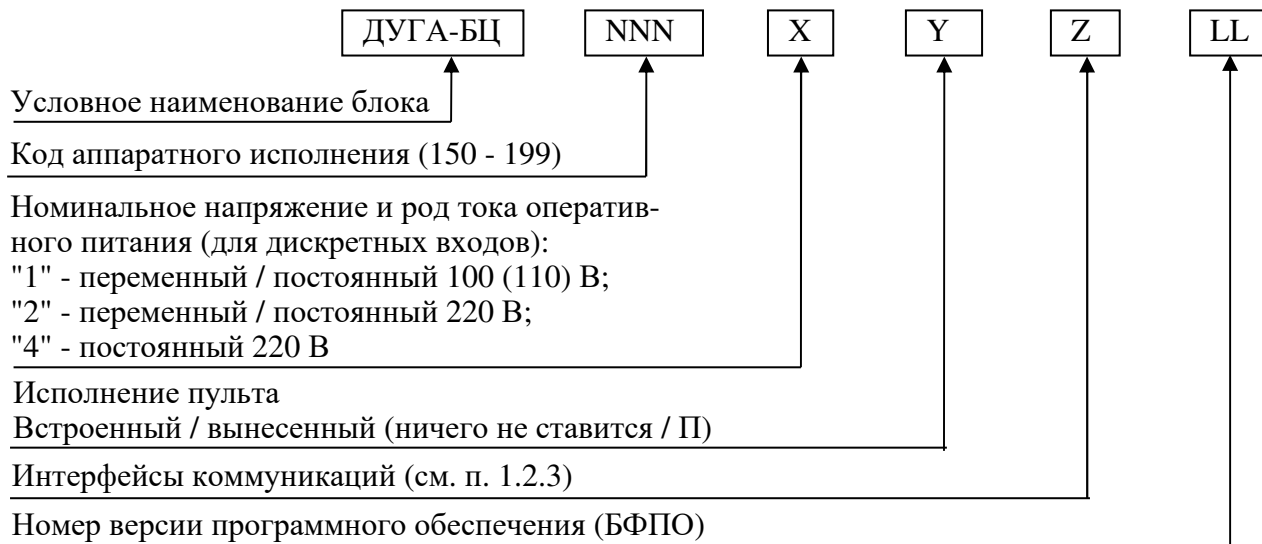 ДУГА-БЦ NNN X Y Z LL
Условное наименование блока
Код аппаратного исполнения (150 - 199)
Номинальное напряжение и род тока оператив-
ного питания (для дискретных входов):
"1" - переменный / постоянный 100 (110) В;
"2" - переменный / постоянный 220 В;
"4" - постоянный 220 В
Исполнение пульта
Встроенный / вынесенный (ничего не ставится / П)
Интерфейсы коммуникаций (см. п. 1.2.3)
Номер версии программного обеспечения (БФПО)